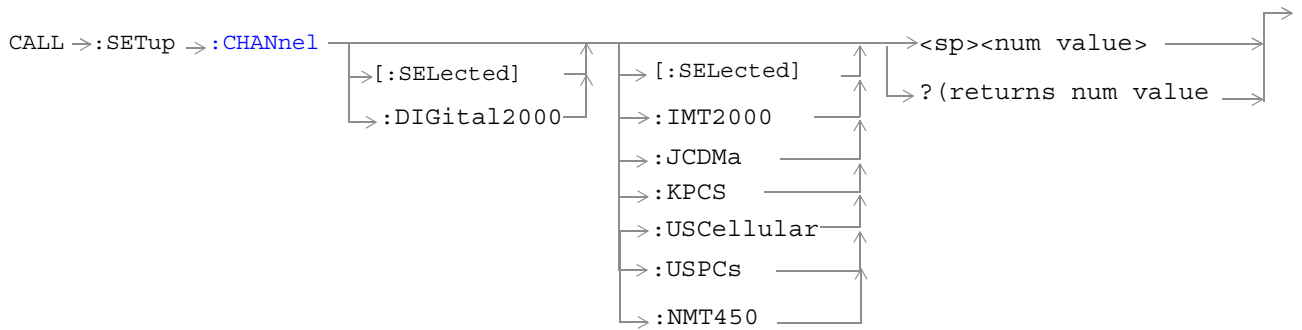 CALL :SETup :CHANnel <sp><num value>
[:SELected] [:SELected]
?(returns num value
:DIGital2000 :IMT2000
:JCDMa
:KPCS
:USCellular
:USPCs
:NMT450